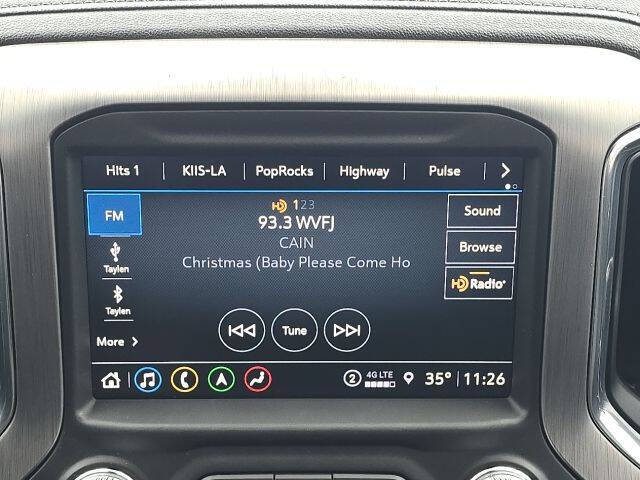 Hits 1 | KIIS-LA | PopRocks | Highway | Pulse
FM
HD 123
93.3 WVFJ
CAIN
Christmas (Baby Please Come Ho
Sound
Browse
HD Radio®
Taylen
Taylen
More
Tune
2 4G LTE 35° | 11:26